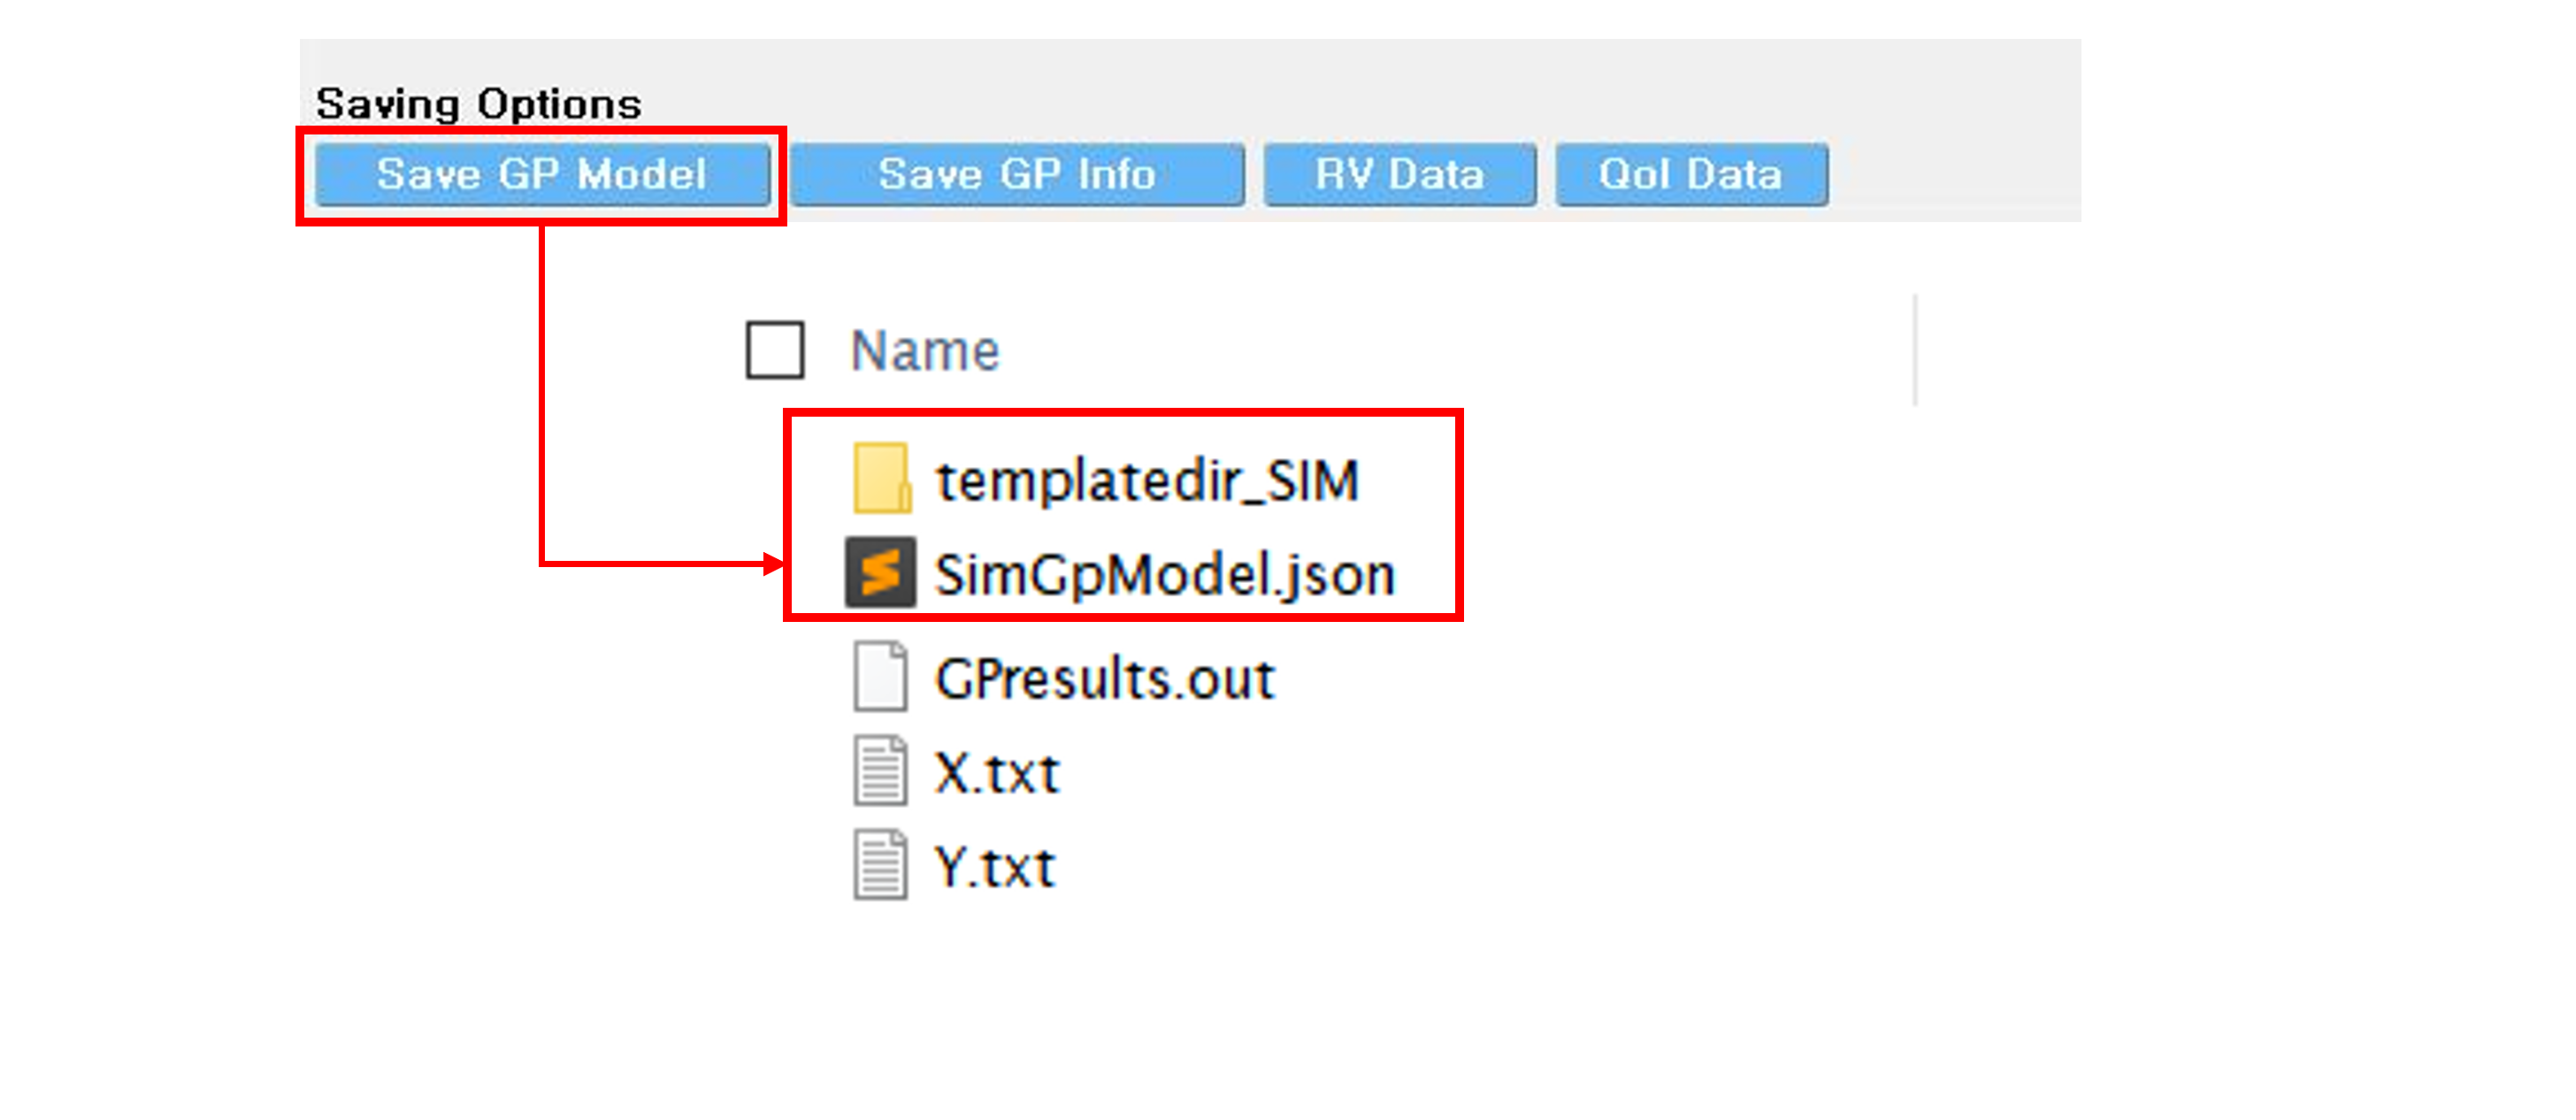 Saving Options
Save GP Model Save GP Info RV Data QoI Data
Name
templatedir_SIM
SimGpModel.json
GPresults.out
X.txt
Y.txt